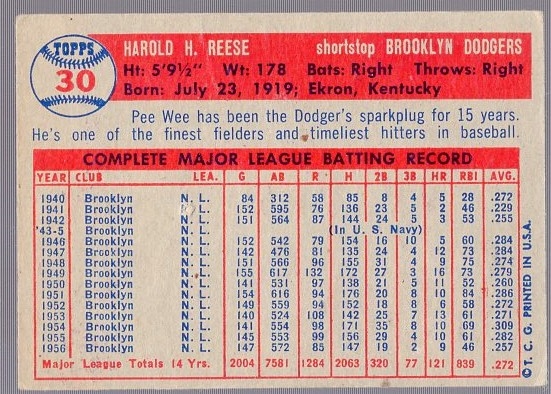 TOPPS
30
HAROLD H. REESE shortstop BROOKLYN DODGERS
Ht: 5'9½" Wt: 178 Bats: Right Throws: Right
Born: July 23, 1919; Ekron, Kentucky
Pee Wee has been the Dodger's sparkplug for 15 years.
He's one of the finest fielders and timeliest hitters in baseball.
COMPLETE MAJOR LEAGUE BATTING RECORD
YEAR CLUB LEA. G AB R H 2B 3B HR RBI AVG.
1940 Brooklyn N. L. 84 312 58 85 8 4 5 28 .272
1941 Brooklyn N. L. 152 595 76 136 23 5 2 46 .229
1942 Brooklyn N. L. 151 564 87 144 24 5 3 53 .255
'43-5 Brooklyn N. L. (In U. S. Navy)
1946 Brooklyn N. L. 152 542 79 154 16 10 5 60 .284
1947 Brooklyn N. L. 142 476 81 135 24 4 12 73 .284
1948 Brooklyn N. L. 151 566 96 155 31 4 9 75 .274
1949 Brooklyn N. L. 155 617 132 172 27 3 16 73 .279
1950 Brooklyn N. L. 141 531 97 138 21 5 11 52 .260
1951 Brooklyn N. L. 154 616 94 176 20 8 10 84 .286
1952 Brooklyn N. L. 149 559 94 152 18 8 6 58 .272
1953 Brooklyn N. L. 140 524 108 142 25 7 13 61 .271
1954 Brooklyn N. L. 141 554 98 171 35 8 10 69 .309
1955 Brooklyn N. L. 145 553 99 156 29 4 10 61 .282
1956 Brooklyn N. L. 147 572 85 147 19 2 9 46 .257
Major League Totals 14 Yrs. 2004 7581 1284 2063 320 77 121 839 .272
© T. C. G. PRINTED IN U.S.A.